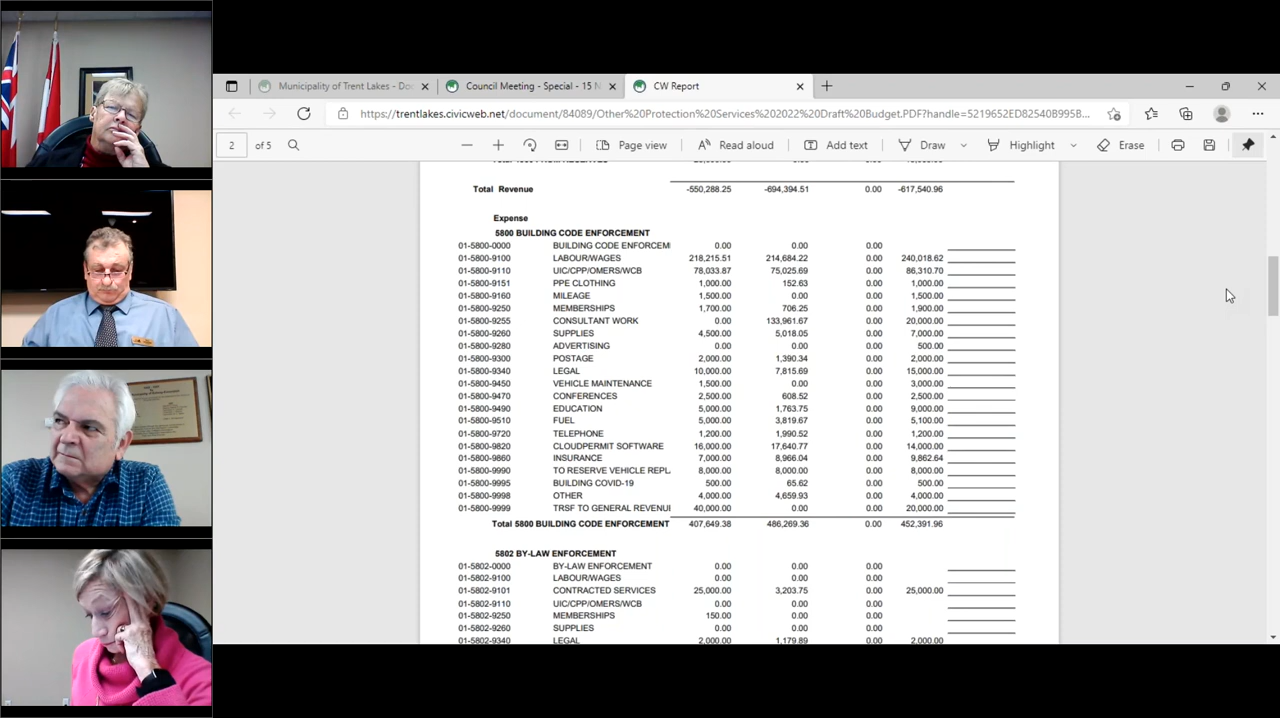 Municipality of Trent Lakes - Doc
Council Meeting - Special - 15 N
CW Report
https://trentlakes.civicweb.net/document/84089/Other%20Protection%20Services%202022%20Draft%20Budget.PDF?handle=5219652ED82540B995B...
2 of 5 Page view Read aloud Add text Draw Highlight Erase
Total Revenue -550,288.25 -694,394.51 0.00 -617,540.96
Expense
5800 BUILDING CODE ENFORCEMENT
01-5800-0000 BUILDING CODE ENFORCEM 0.00 0.00 0.00
01-5800-9100 LABOUR/WAGES 218,215.51 214,684.22 0.00 240,018.62
01-5800-9110 UIC/CPP/OMERS/WCB 78,033.87 75,025.69 0.00 86,310.70
01-5800-9151 PPE CLOTHING 1,000.00 152.63 0.00 1,000.00
01-5800-9160 MILEAGE 1,500.00 0.00 0.00 1,500.00
01-5800-9250 MEMBERSHIPS 1,700.00 706.25 0.00 1,900.00
01-5800-9255 CONSULTANT WORK 0.00 133,961.67 0.00 20,000.00
01-5800-9260 SUPPLIES 4,500.00 5,018.05 0.00 7,000.00
01-5800-9280 ADVERTISING 0.00 0.00 0.00 500.00
01-5800-9300 POSTAGE 2,000.00 1,390.34 0.00 2,000.00
01-5800-9340 LEGAL 10,000.00 7,815.69 0.00 15,000.00
01-5800-9450 VEHICLE MAINTENANCE 1,500.00 0.00 0.00 3,000.00
01-5800-9470 CONFERENCES 2,500.00 608.52 0.00 2,500.00
01-5800-9490 EDUCATION 5,000.00 1,763.75 0.00 9,000.00
01-5800-9510 FUEL 5,000.00 3,819.67 0.00 5,100.00
01-5800-9720 TELEPHONE 1,200.00 1,990.52 0.00 1,200.00
01-5800-9820 CLOUDPERMIT SOFTWARE 16,000.00 17,640.77 0.00 14,000.00
01-5800-9860 INSURANCE 7,000.00 8,966.04 0.00 9,862.64
01-5800-9990 TO RESERVE VEHICLE REPL 8,000.00 8,000.00 0.00 8,000.00
01-5800-9995 BUILDING COVID-19 500.00 65.62 0.00 500.00
01-5800-9998 OTHER 4,000.00 4,659.93 0.00 4,000.00
01-5800-9999 TRSF TO GENERAL REVENUE 40,000.00 0.00 0.00 20,000.00
Total 5800 BUILDING CODE ENFORCEMENT 407,649.38 486,269.36 0.00 452,391.96
5802 BY-LAW ENFORCEMENT
01-5802-0000 BY-LAW ENFORCEMENT 0.00 0.00 0.00
01-5802-9100 LABOUR/WAGES 0.00 0.00 0.00
01-5802-9101 CONTRACTED SERVICES 25,000.00 3,203.75 0.00 25,000.00
01-5802-9110 UIC/CPP/OMERS/WCB 0.00 0.00 0.00
01-5802-9250 MEMBERSHIPS 150.00 0.00 0.00
01-5802-9260 SUPPLIES 0.00 0.00 0.00
01-5802-9340 LEGAL 2,000.00 1,179.89 0.00 2,000.00